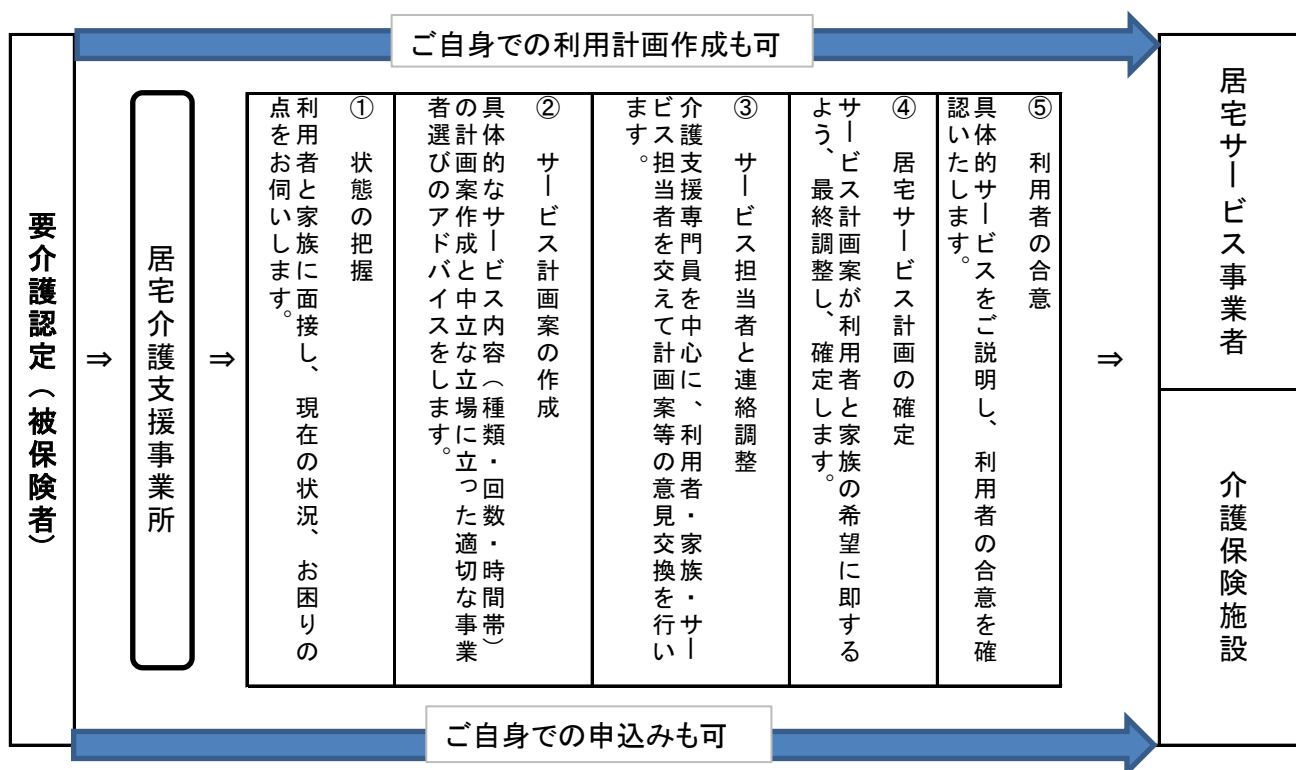 ご自身での利用計画作成も可
要介護認定（被保険者）
⇒
居宅介護支援事業所
⇒
① 状態の把握
利用者と家族に面接し、現在の状況、お困りの
点をお伺いします。
② サービス計画案の作成
具体的なサービス内容（種類・回数・時間帯）
の計画案作成と中立な立場に立った適切な事業
者選びのアドバイスをします。
③ サービス担当者と連絡調整
介護支援専門員を中心に、利用者・家族・サー
ビス担当者を交えて計画案等の意見交換を行い
ます。
④ 居宅サービス計画の確定
サービス計画案が利用者と家族の希望に即する
よう、最終調整し、確定します。
⑤ 利用者の合意
具体的サービスをご説明し、利用者の合意を確
認いたします。
⇒
居宅サービス事業者
介護保険施設
ご自身での申込みも可